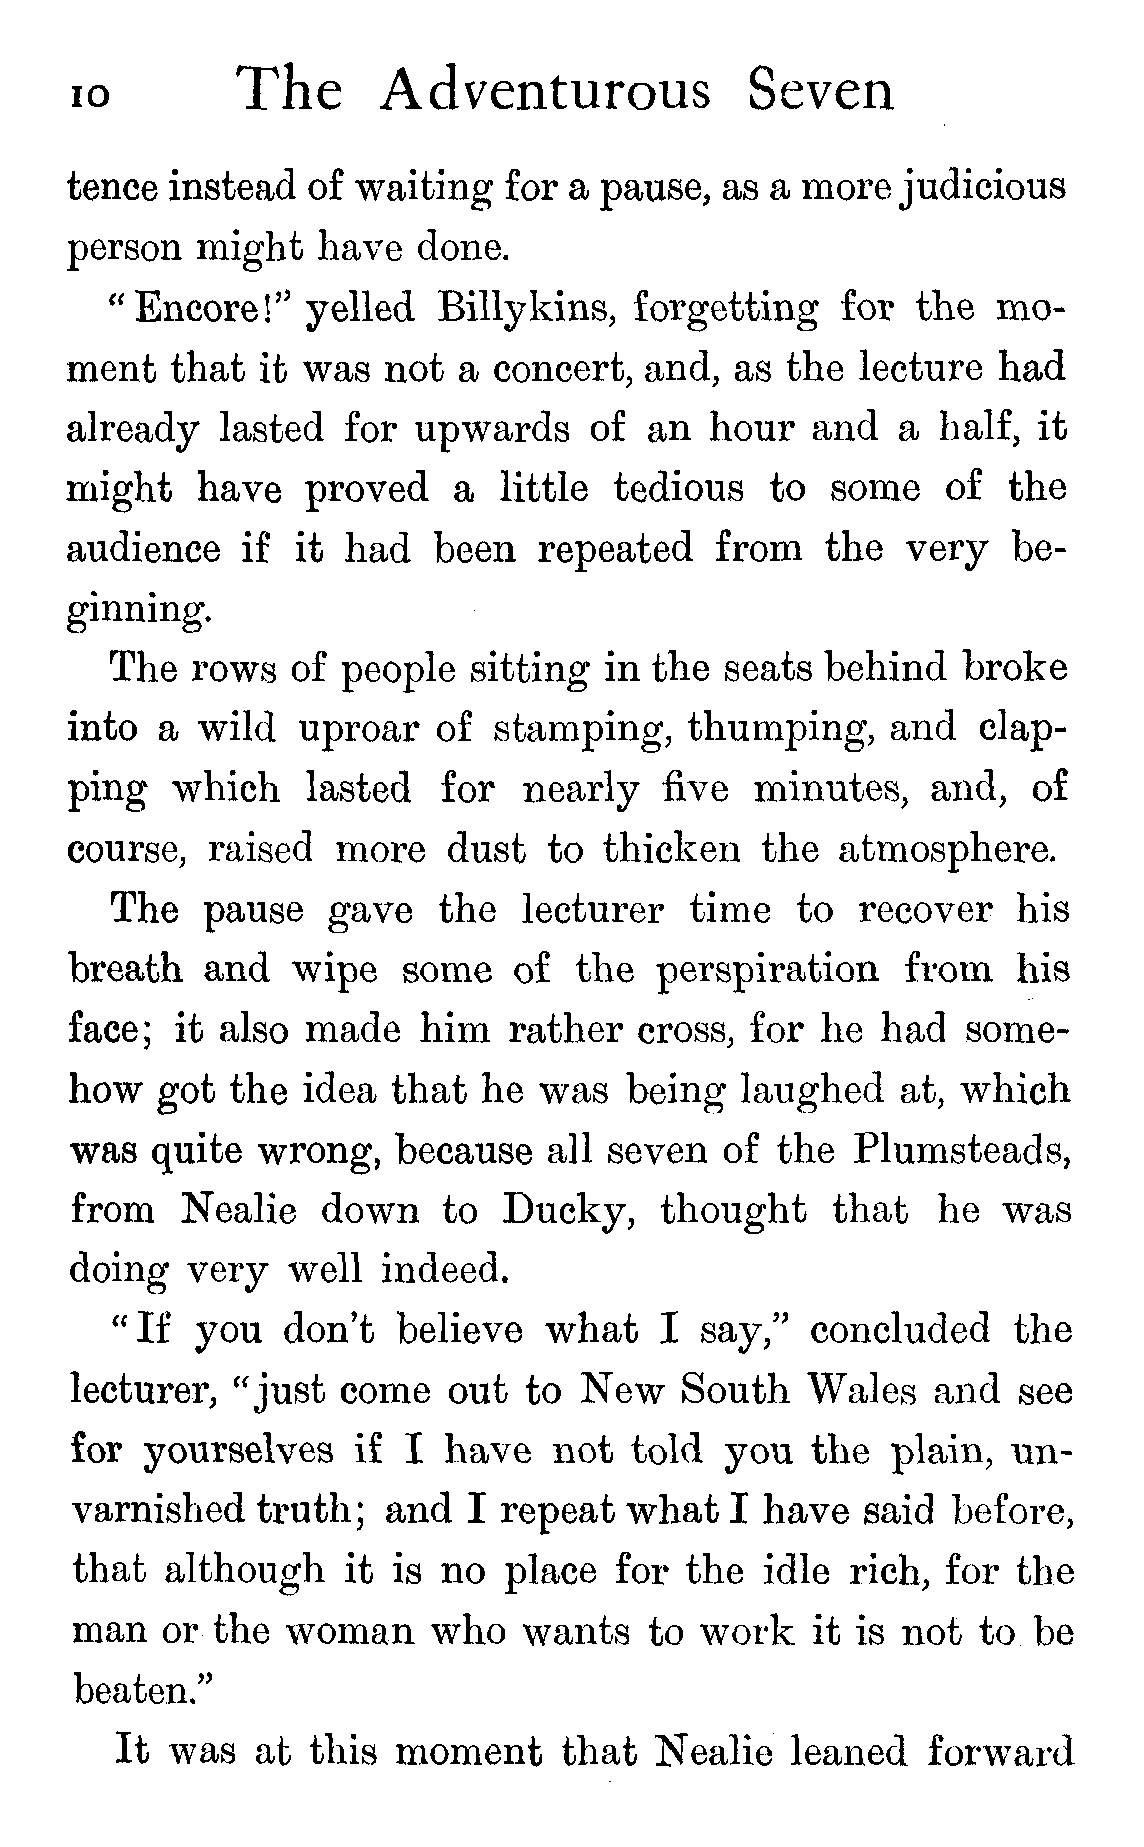 10 The Adventurous Seven
tence instead of waiting for a pause, as a more judicious
person might have done.
"Encore!" yelled Billykins, forgetting for the mo-
ment that it was not a concert, and, as the lecture had
already lasted for upwards of an hour and a half, it
might have proved a little tedious to some of the
audience if it had been repeated from the very be-
ginning.
The rows of people sitting in the seats behind broke
into a wild uproar of stamping, thumping, and clap-
ping which lasted for nearly five minutes, and, of
course, raised more dust to thicken the atmosphere.
The pause gave the lecturer time to recover his
breath and wipe some of the perspiration from his
face; it also made him rather cross, for he had some-
how got the idea that he was being laughed at, which
was quite wrong, because all seven of the Plumsteads,
from Nealie down to Ducky, thought that he was
doing very well indeed.
"If you don't believe what I say," concluded the
lecturer, "just come out to New South Wales and see
for yourselves if I have not told you the plain, un-
varnished truth; and I repeat what I have said before,
that although it is no place for the idle rich, for the
man or the woman who wants to work it is not to be
beaten."
It was at this moment that Nealie leaned forward